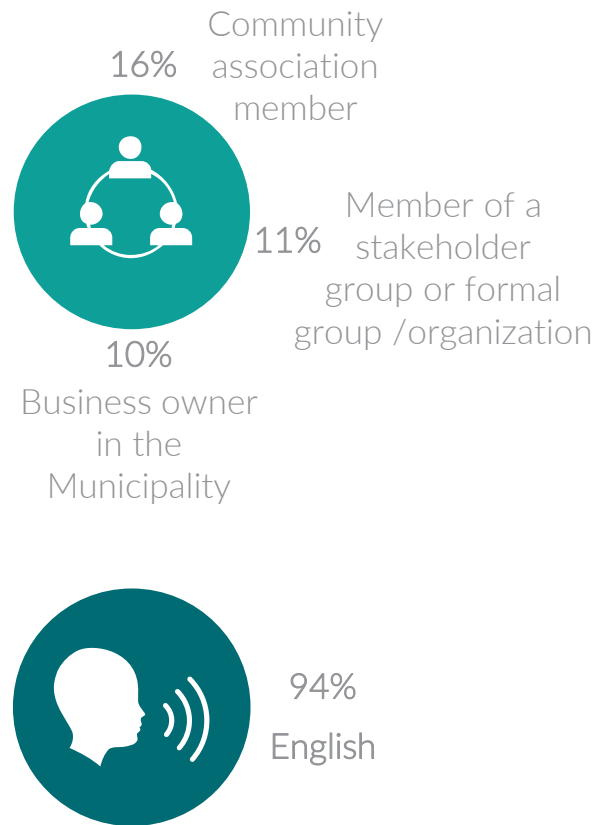 16%
Community
association
member
11%
Member of a
stakeholder
group or formal
group /organization
10%
Business owner
in the
Municipality
94%
English